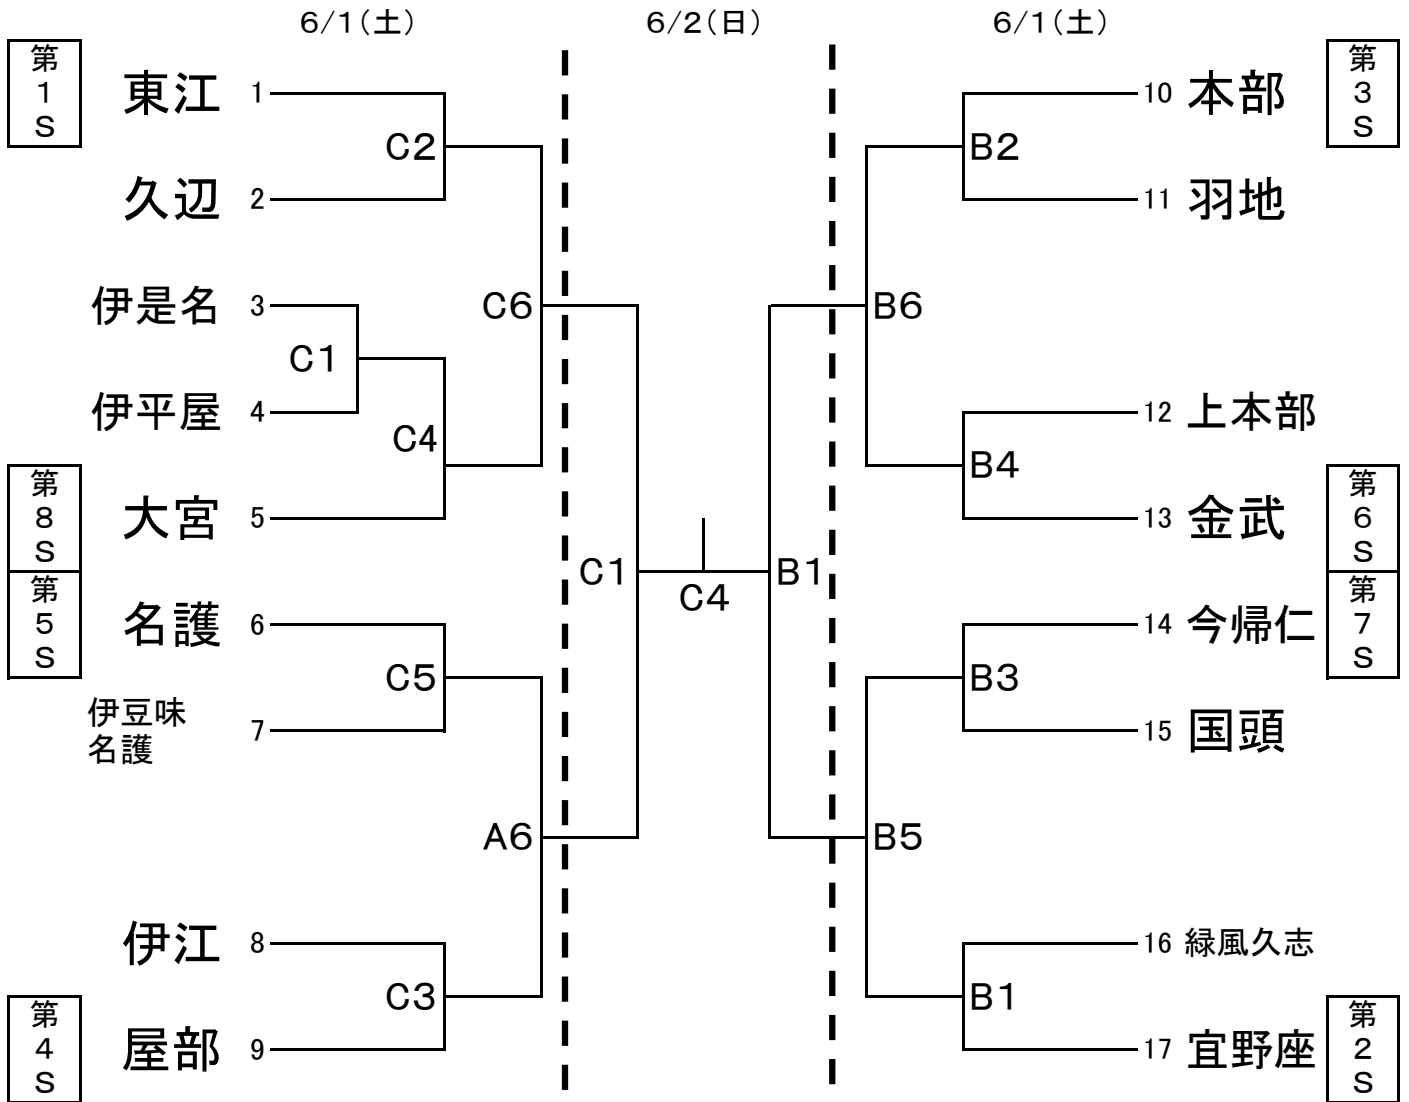 6/1(土)
6/2(日)
6/1(土)
第1S
東江 1
C2
久辺 2
伊是名 3
C1
伊平屋 4
C4
第8S
大宮 5
C6
第5S
名護 6
C5
伊豆味
名護
7
A6
伊江 8
C3
第4S
屋部 9
C1
C4
B1
10 本部
第3S
B2
11 羽地
B6
12 上本部
B4
13 金武
第6S
14 今帰仁
第7S
B3
15 国頭
B5
16 緑風久志
B1
17 宜野座
第2S